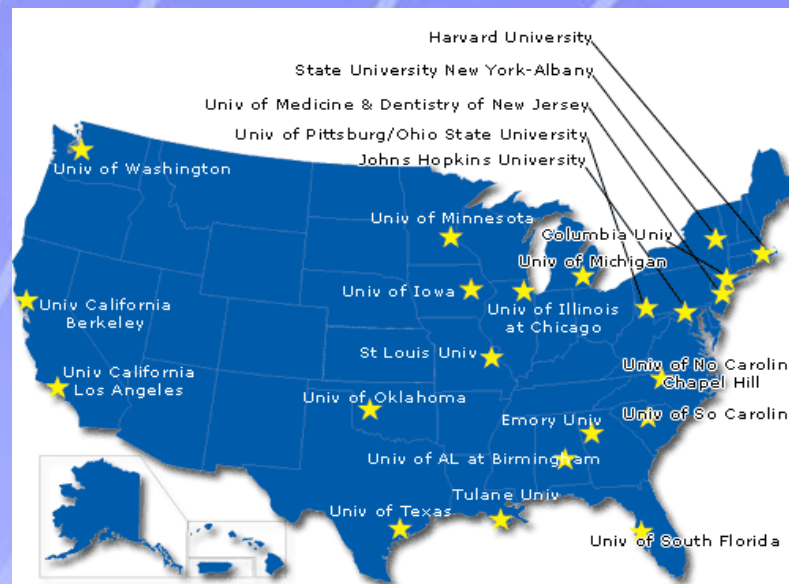 Harvard University
State University New York-Albany
Univ of Medicine & Dentistry of New Jersey
Univ of Pittsburg/Ohio State University
Johns Hopkins University
Univ of Washington
Univ of Minnesota
Columbia Univ
Univ of Michigan
Univ of Iowa
Univ California
Berkeley
Univ of Illinois
at Chicago
St Louis Univ
Univ California
Los Angeles
Univ of No Carolin
Chapel Hill
Univ of Oklahoma
Emory Univ
Univ of So Carolin
Univ of AL at Birmingham
Tulane Univ
Univ of Texas
Univ of South Florida